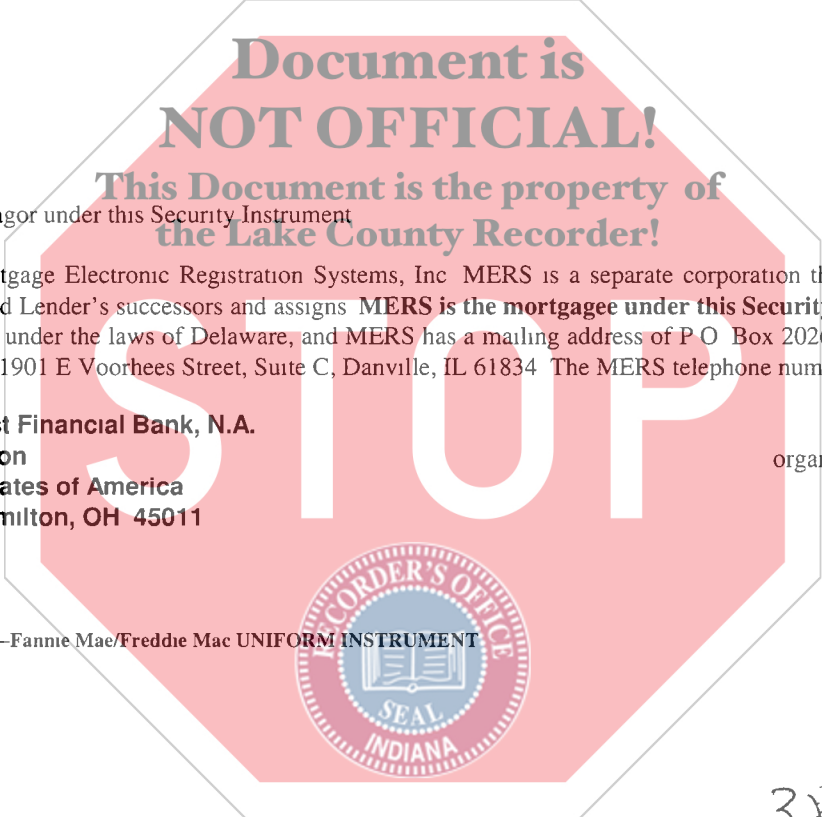 Document is
NOT OFFICIAL!
This Document is the property of
agor under this Security Instrument
the Lake County Recorder!
tgage Electronic Registration Systems, Inc MERS is a separate corporation th
d Lender's successors and assigns MERS is the mortgagee under this Security
under the laws of Delaware, and MERS has a mailing address of P O Box 2026
1901 E Voorhees Street, Suite C, Danville, IL 61834 The MERS telephone num
STOP
t Financial Bank, N.A.
on
organ
ates of America
milton, OH 45011
RECORDER'S OFFICE
–Fannie Mae/Freddie Mac UNIFORM INSTRUMENT
SEAL
INDIANA